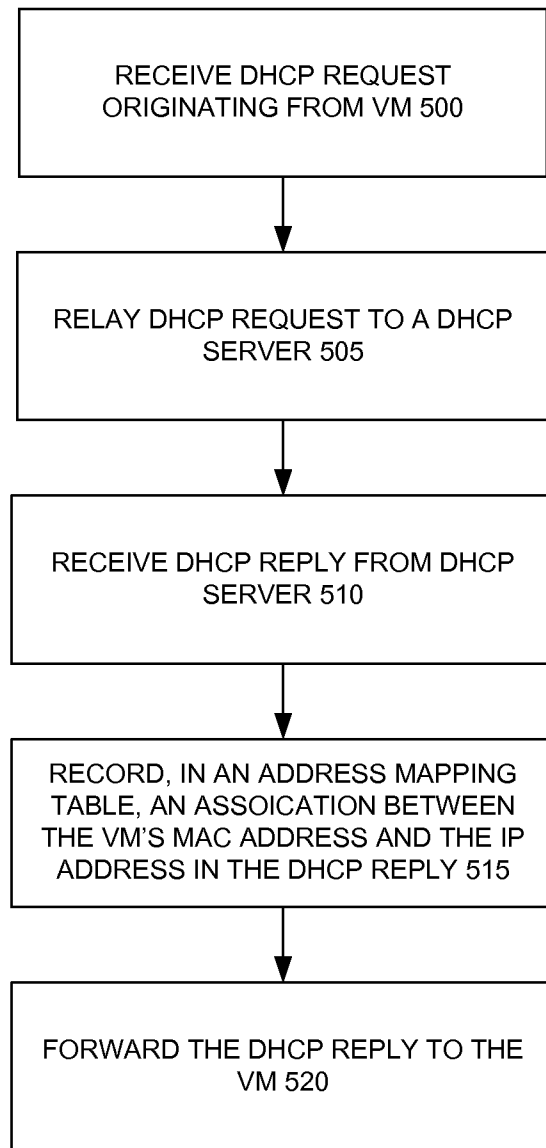 RECEIVE DHCP REQUEST
ORIGINATING FROM VM 500
RELAY DHCP REQUEST TO A DHCP
SERVER 505
RECEIVE DHCP REPLY FROM DHCP
SERVER 510
RECORD, IN AN ADDRESS MAPPING
TABLE, AN ASSOICATION BETWEEN
THE VM'S MAC ADDRESS AND THE IP
ADDRESS IN THE DHCP REPLY 515
FORWARD THE DHCP REPLY TO THE
VM 520